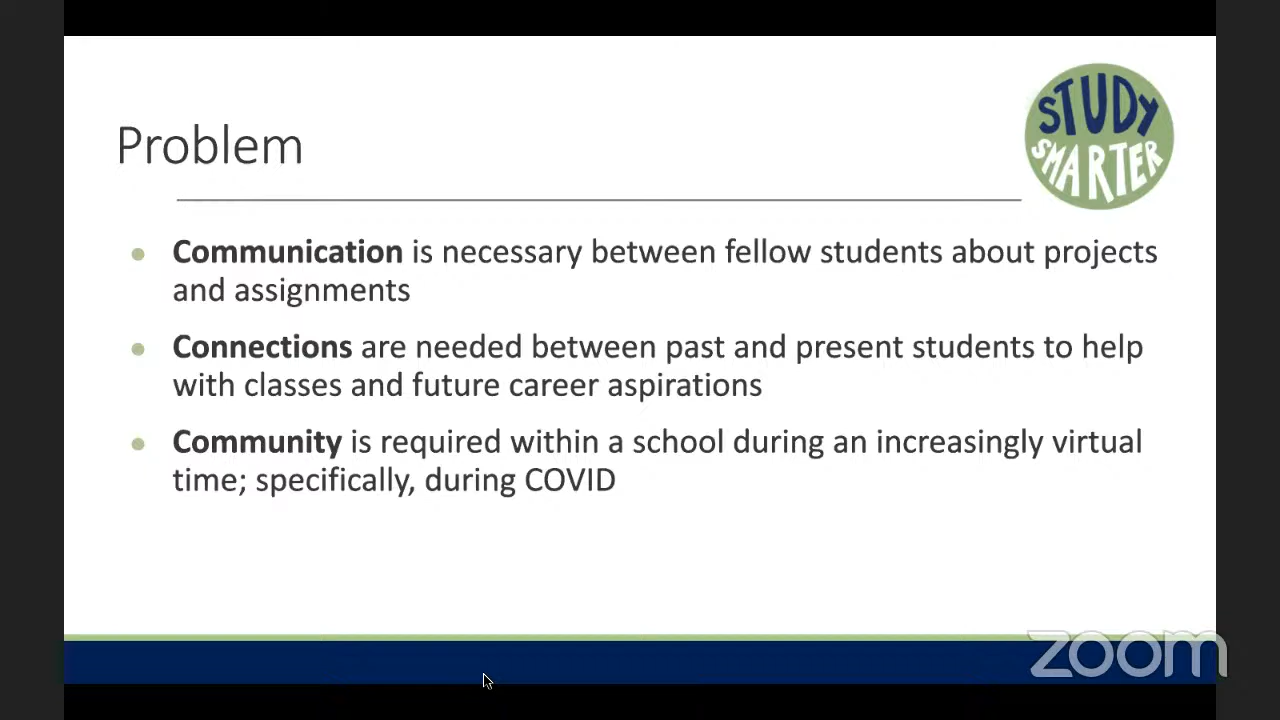 STUDY
SMARTER
Problem
Communication is necessary between fellow students about projects
and assignments
Connections are needed between past and present students to help
with classes and future career aspirations
Community is required within a school during an increasingly virtual
time; specifically, during COVID
zoom